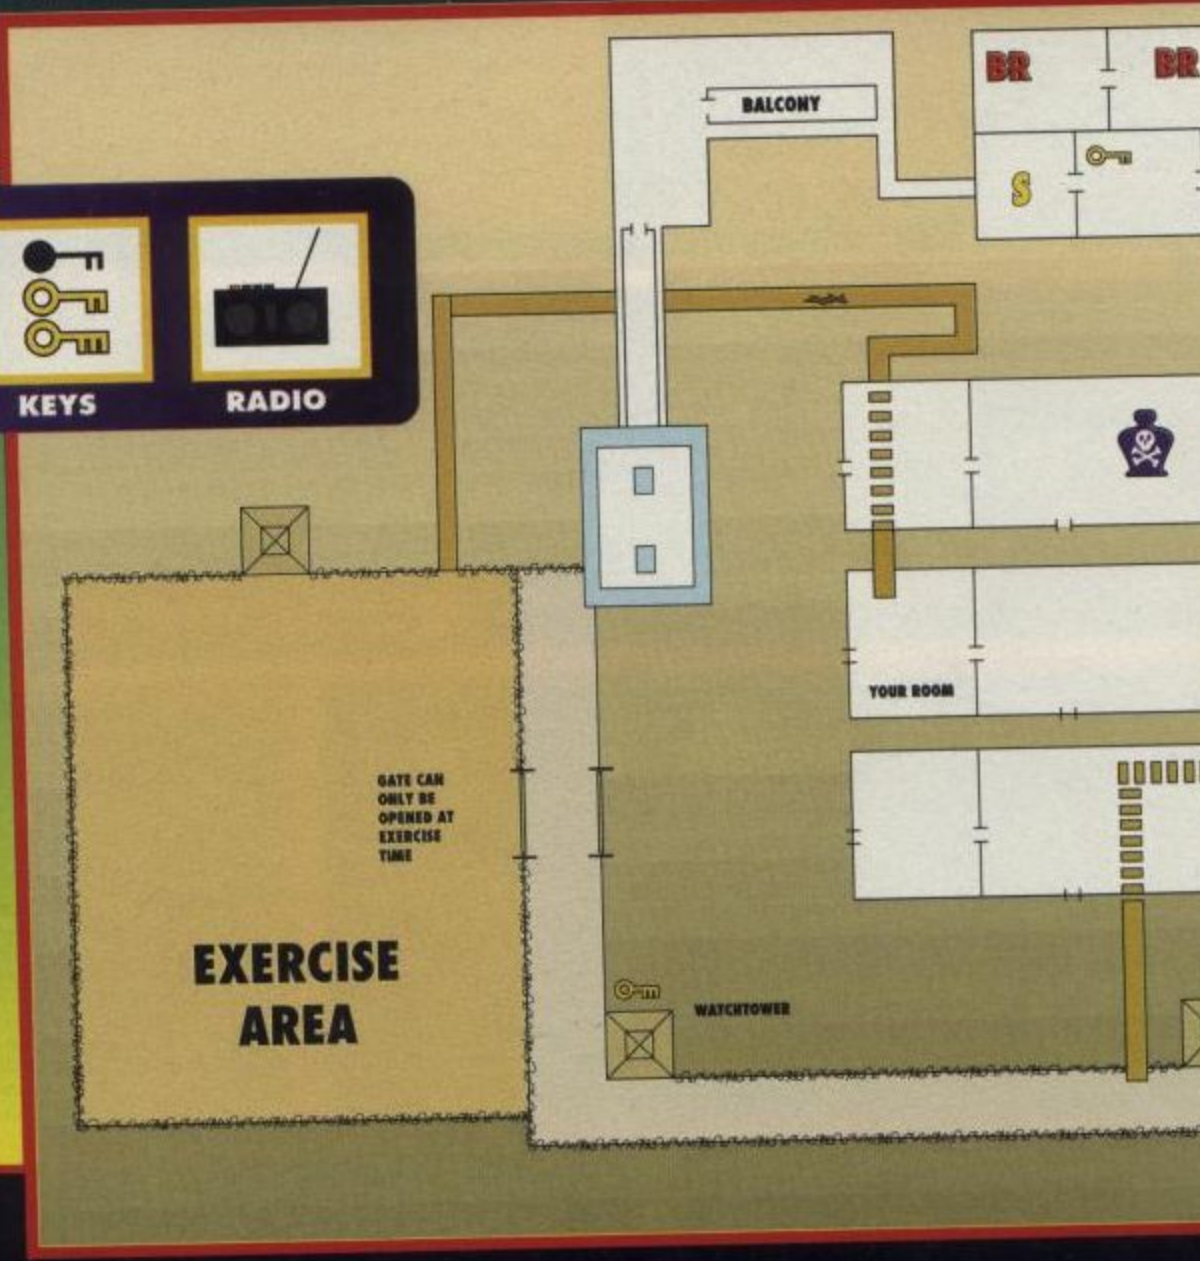 BALCONY
BR
BR
S
KEYS
RADIO
YOUR ROOM
GATE CAN
ONLY BE
OPENED AT
EXERCISE
TIME
EXERCISE
AREA
WATCHTOWER